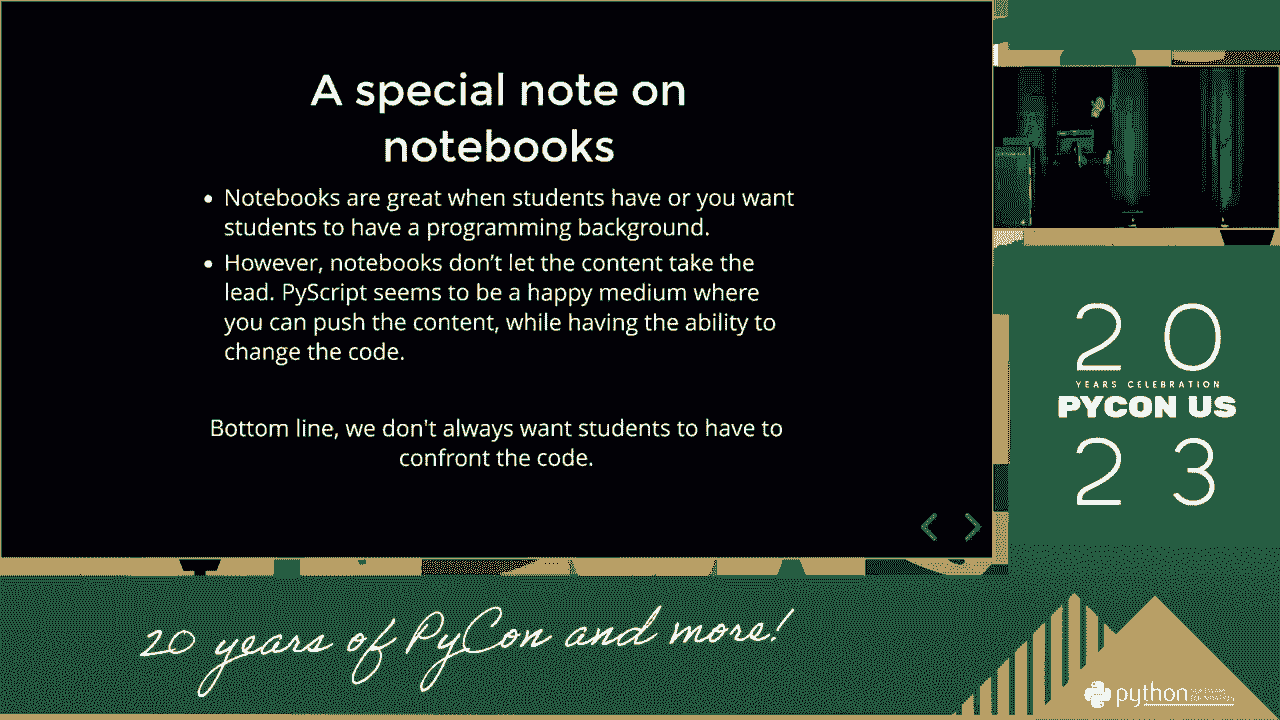 A special note on
notebooks
• Notebooks are great when students have or you want
students to have a programming background.
• However, notebooks don’t let the content take the
lead. PyScript seems to be a happy medium where
you can push the content, while having the ability to
change the code.
Bottom line, we don't always want students to have to
confront the code.
20
YEARS CELEBRATION
PYCON US
23
20 years of PyCon and more!
python